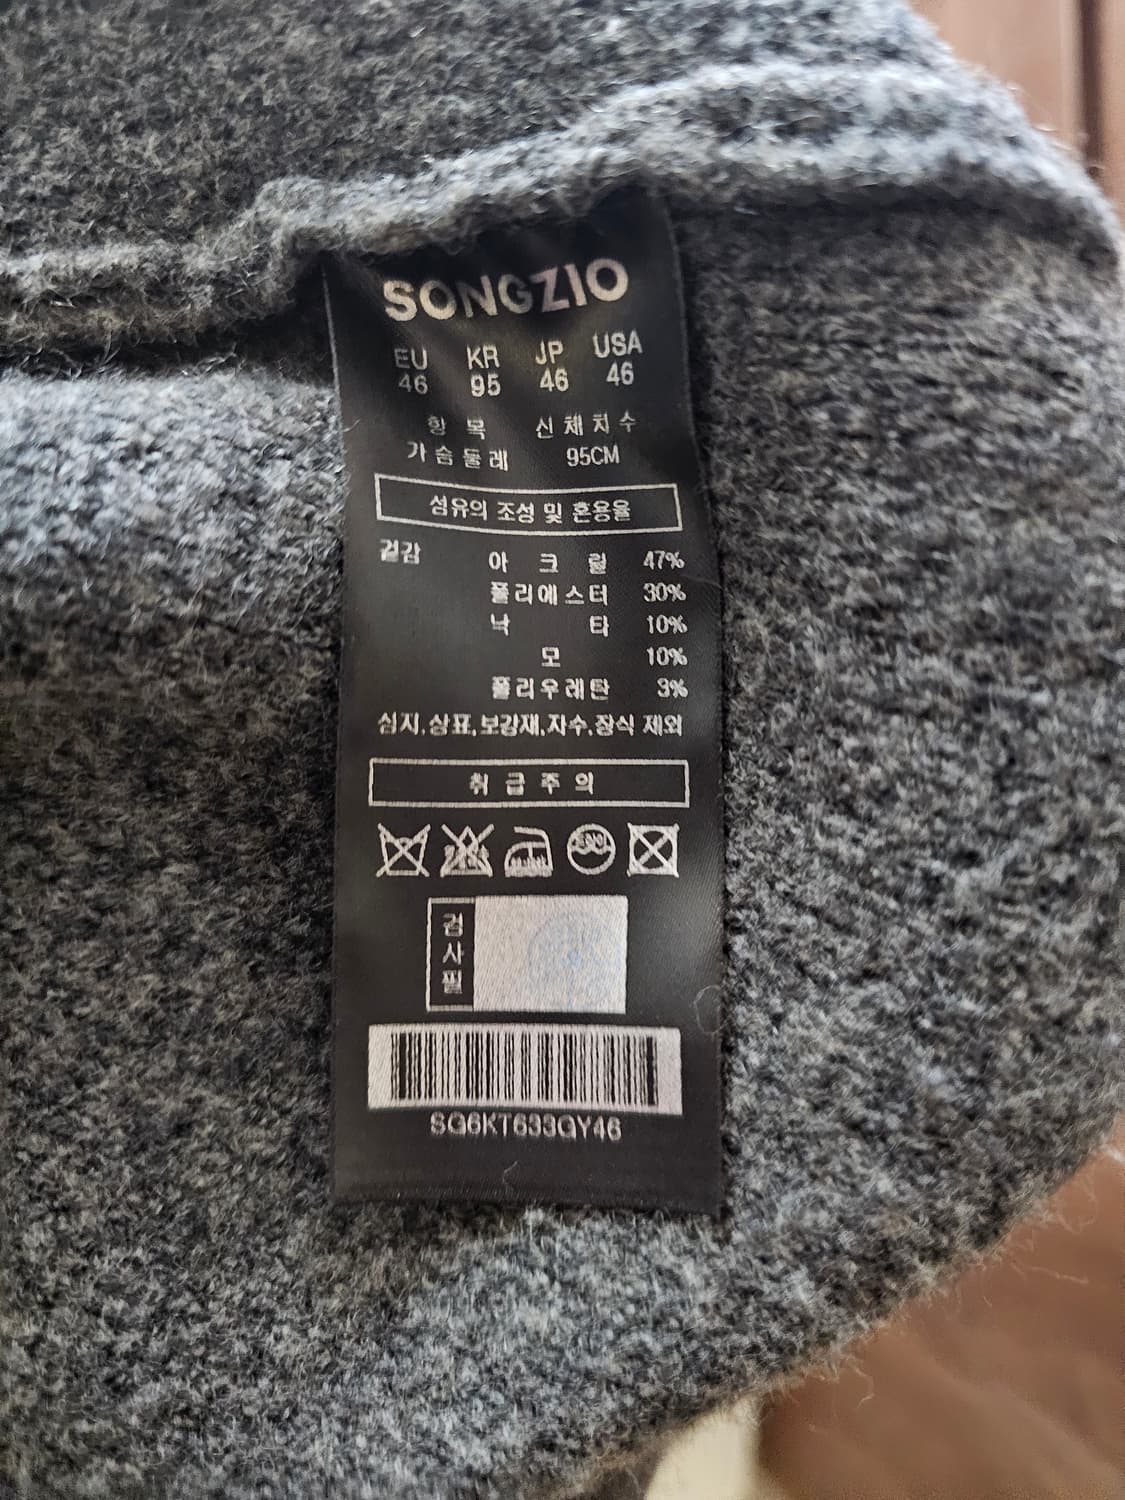 SONGZIO
EU KR JP USA
46 95 46 46
항 목 신체치수
가슴둘레 95CM
섬유의 조성 및 혼용율
겉감 아 크 릴 47%
폴리에스터 30%
낙 타 10%
모 10%
폴리우레탄 3%
심지,상표,보강재,자수,장식 제외
취급주의
드라이
검사필
SG6KT633GY46